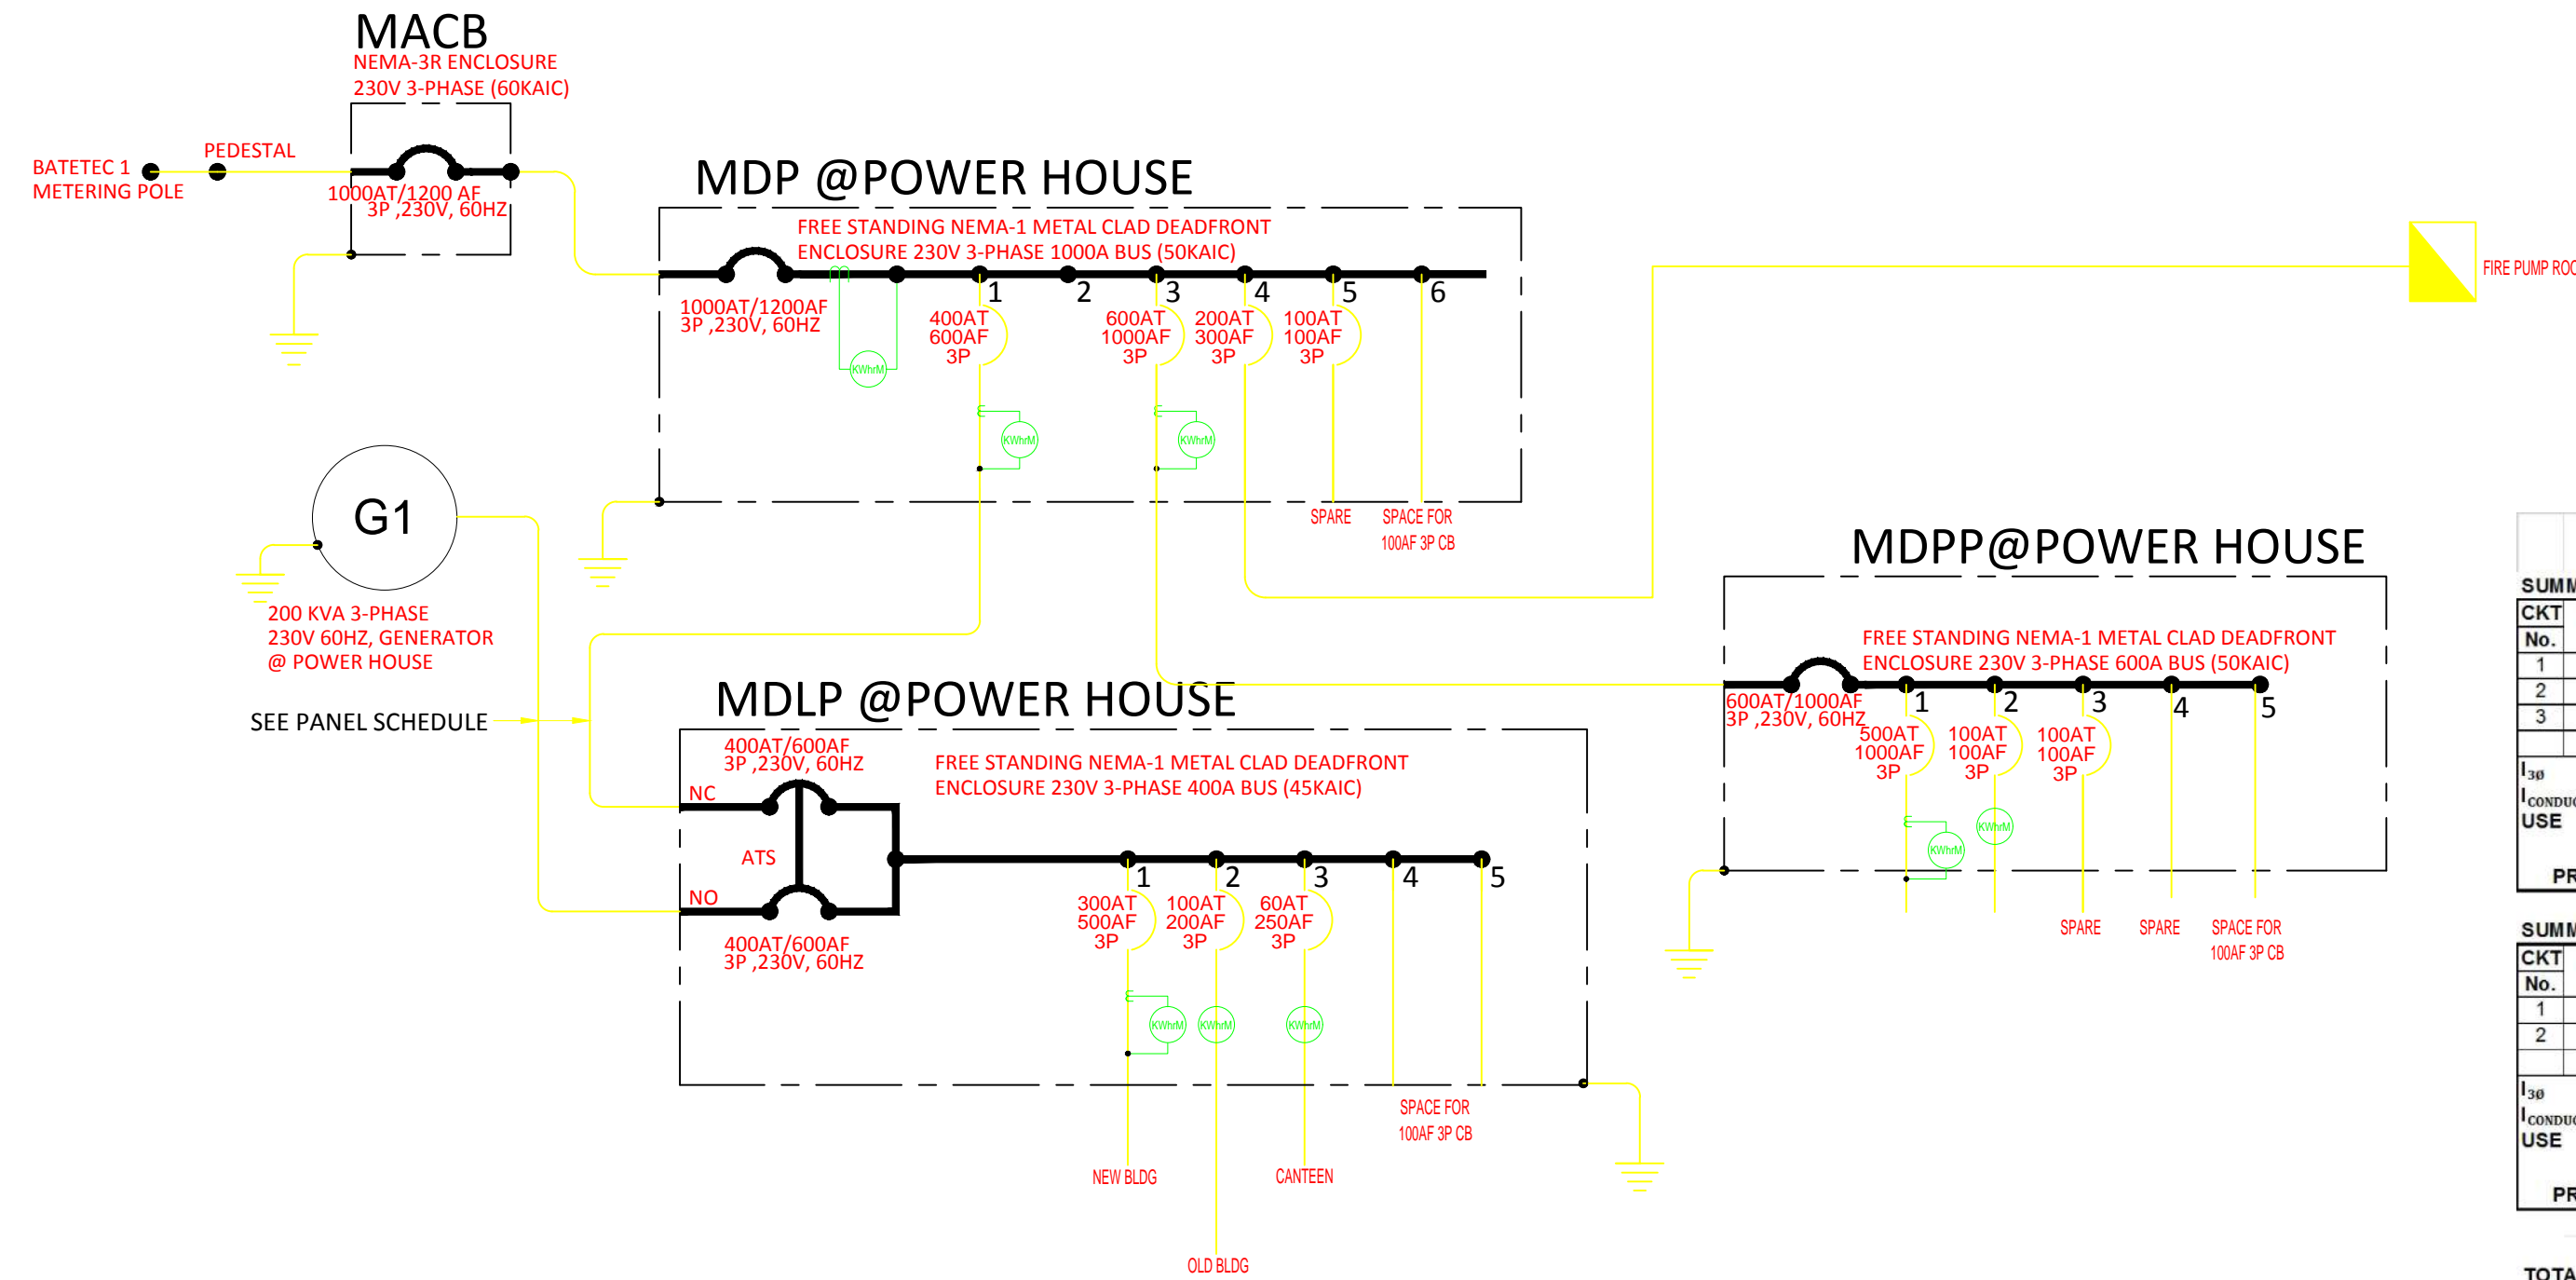 MACB
NEMA-3R ENCLOSURE
230V 3-PHASE (60KAIC)
BATETEC 1
METERING POLE
PEDESTAL
1000AT/1200 AF
3P ,230V, 60HZ
MDP @POWER HOUSE
FREE STANDING NEMA-1 METAL CLAD DEADFRONT
ENCLOSURE 230V 3-PHASE 1000A BUS (50KAIC)
1000AT/1200AF
3P ,230V, 60HZ
KWhrM
1
400AT
600AF
3P
KWhrM
2
3
600AT
1000AF
3P
KWhrM
4
200AT
300AF
3P
5
100AT
100AF
3P
6
SPARE
SPACE FOR
100AF 3P CB
FIRE PUMP
G1
200 KVA 3-PHASE
230V 60HZ, GENERATOR
@ POWER HOUSE
SEE PANEL SCHEDULE
MDLP @POWER HOUSE
400AT/600AF
3P ,230V, 60HZ
FREE STANDING NEMA-1 METAL CLAD DEADFRONT
ENCLOSURE 230V 3-PHASE 400A BUS (45KAIC)
NC
ATS
NO
400AT/600AF
3P ,230V, 60HZ
1
300AT
500AF
3P
KWhrM
2
100AT
200AF
3P
KWhrM
3
60AT
250AF
3P
KWhrM
4
5
SPACE FOR
100AF 3P CB
NEW BLDG
CANTEEN
OLD BLDG
MDPP@POWER HOUSE
FREE STANDING NEMA-1 METAL CLAD DEADFRONT
ENCLOSURE 230V 3-PHASE 600A BUS (50KAIC)
600AT/1000AF
3P ,230V, 60HZ
1
500AT
1000AF
3P
KWhrM
2
100AT
100AF
3P
KWhrM
3
100AT
100AF
3P
4
5
SPARE
SPARE
SPACE FOR
100AF 3P CB
CKT
No.
1
2
3
I3ø
USE
CKT
No.
1
2
I3ø
USE